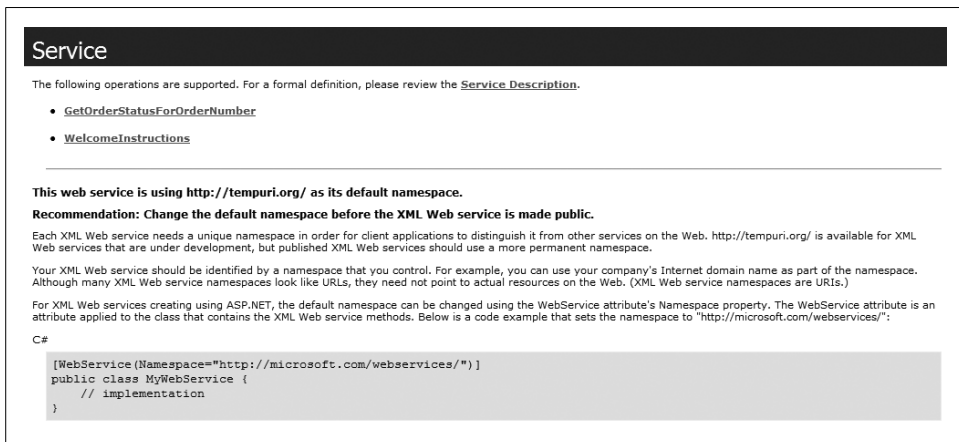 Service
The following operations are supported. For a formal definition, please review the Service Description.
• GetOrderStatusForOrderNumber
• WelcomeInstructions
This web service is using http://tempuri.org/ as its default namespace.
Recommendation: Change the default namespace before the XML Web service is made public.
Each XML Web service needs a unique namespace in order for client applications to distinguish it from other services on the Web. http://tempuri.org/ is available for XML
Web services that are under development, but published XML Web services should use a more permanent namespace.
Your XML Web service should be identified by a namespace that you control. For example, you can use your company's Internet domain name as part of the namespace.
Although many XML Web service namespaces look like URLs, they need not point to actual resources on the Web. (XML Web service namespaces are URIs.)
For XML Web services creating using ASP.NET, the default namespace can be changed using the WebService attribute's Namespace property. The WebService attribute is an
attribute applied to the class that contains the XML Web service methods. Below is a code example that sets the namespace to "http://microsoft.com/webservices/":
C#
[WebService(Namespace="http://microsoft.com/webservices/")]
public class MyWebService {
    // implementation
}